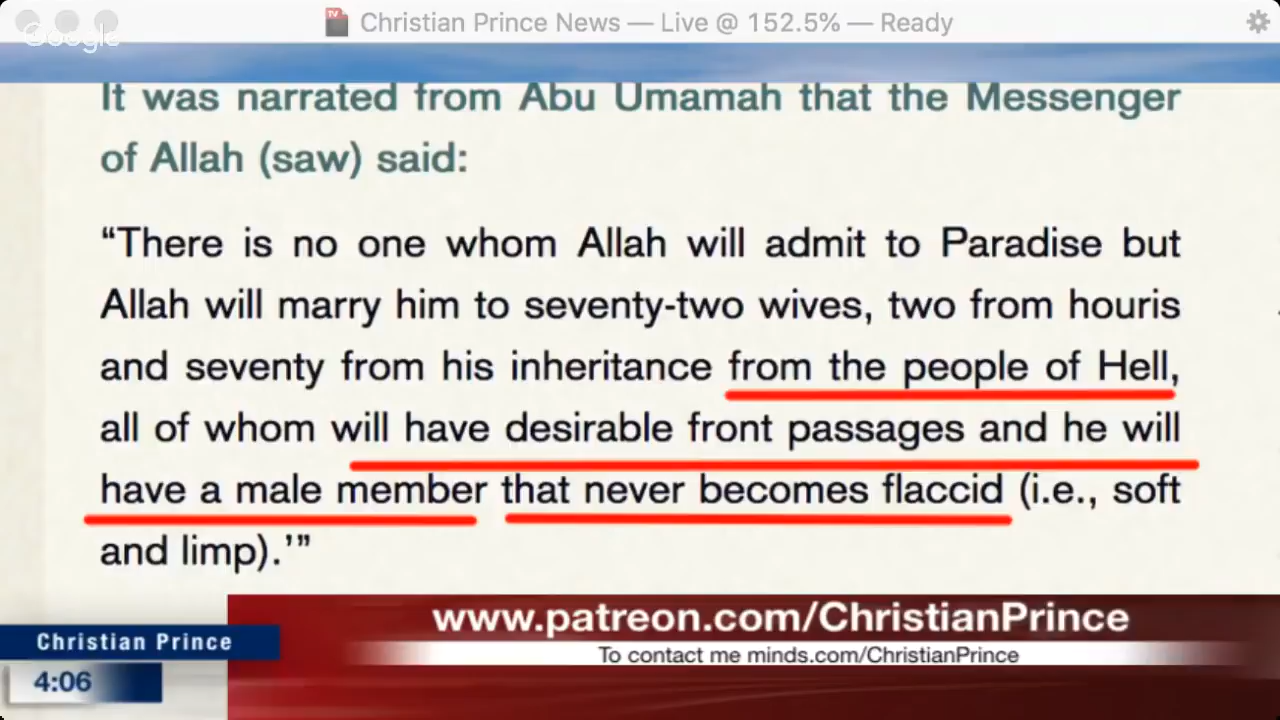 Christian Prince News — Live @ 152.5% — Ready
Google
It was narrated from Abu Umamah that the Messenger
of Allah (saw) said:
“There is no one whom Allah will admit to Paradise but
Allah will marry him to seventy-two wives, two from houris
and seventy from his inheritance from the people of Hell,
all of whom will have desirable front passages and he will
have a male member that never becomes flaccid (i.e., soft
and limp).’”
www.patreon.com/ChristianPrince
Christian Prince
To contact me minds.com/ChristianPrince
4:06